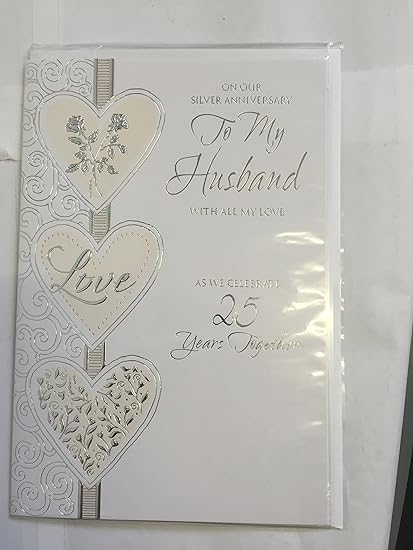 ON OUR
SILVER ANNIVERSARY
To My
Husband
WITH ALL MY LOVE
Love
AS WE CELEBRATE
25
Years Together